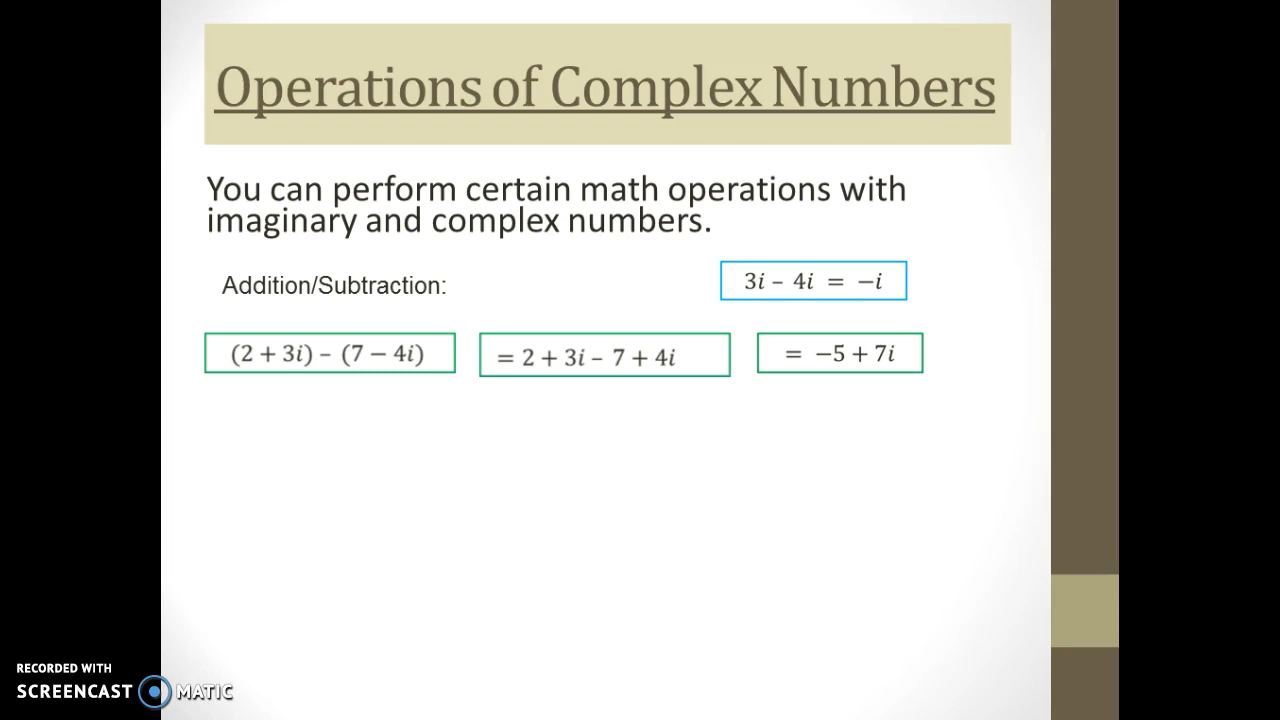 Operations of Complex Numbers
You can perform certain math operations with
imaginary and complex numbers.
Addition/Subtraction:
3i – 4i = −i
(2 + 3i) – (7 − 4i)
= 2 + 3i – 7 + 4i
= −5 + 7i
RECORDED WITH
SCREENCAST MATIC